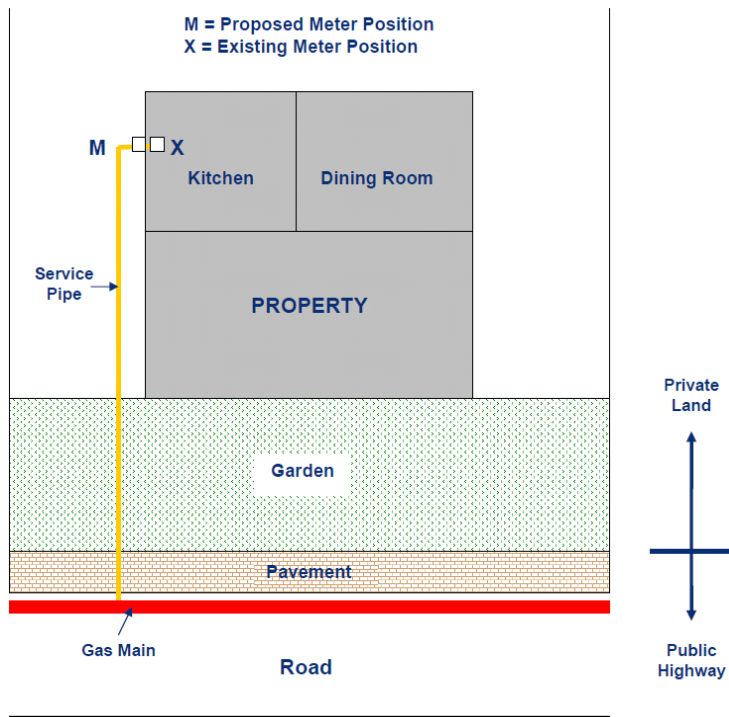 M = Proposed Meter Position
X = Existing Meter Position
M
X
Kitchen
Dining Room
Service
Pipe
PROPERTY
Private
Land
Garden
Pavement
Gas Main
Road
Public
Highway